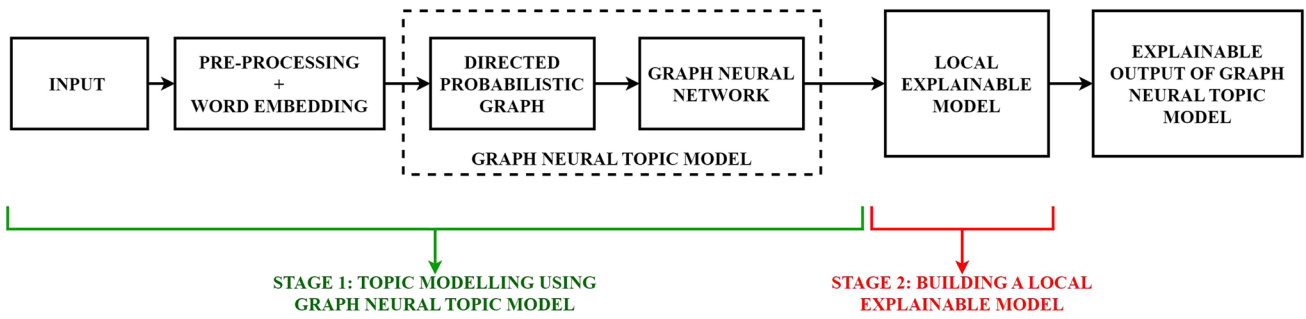 INPUT
PRE-PROCESSING
+
WORD EMBEDDING
DIRECTED
PROBABILISTIC
GRAPH
GRAPH NEURAL
NETWORK
GRAPH NEURAL TOPIC MODEL
LOCAL
EXPLAINABLE
MODEL
EXPLAINABLE
OUTPUT OF GRAPH
NEURAL TOPIC
MODEL
STAGE 1: TOPIC MODELLING USING
GRAPH NEURAL TOPIC MODEL
STAGE 2: BUILDING A LOCAL
EXPLAINABLE MODEL